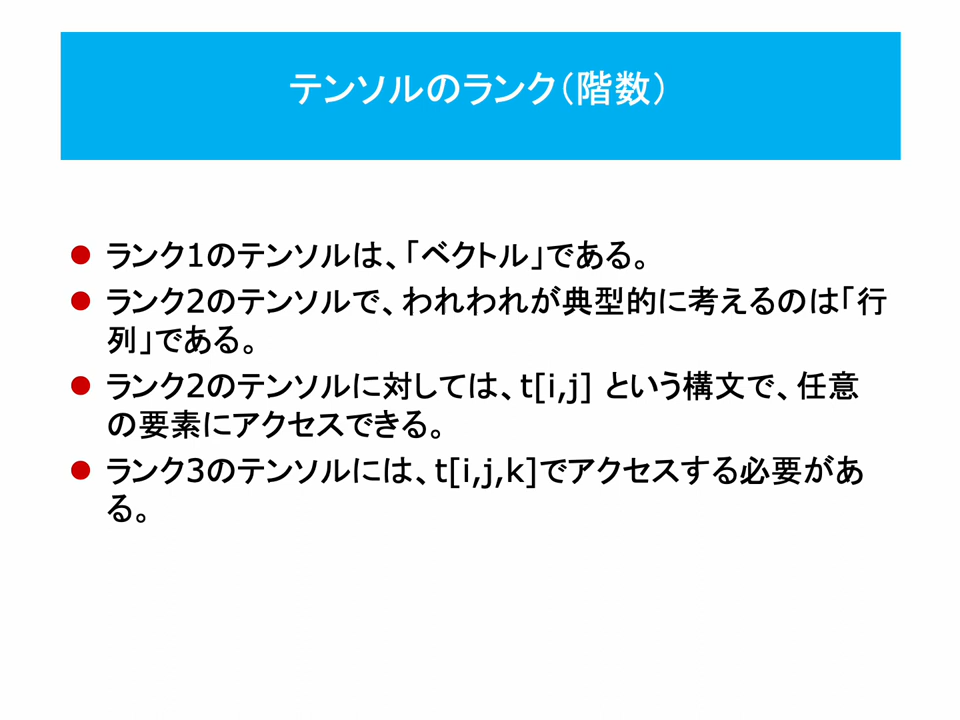 テンソルのランク（階数）
ランク1のテンソルは、「ベクトル」である。
ランク2のテンソルで、われわれが典型的に考えるのは「行
列」である。
ランク2のテンソルに対しては、t[i,j] という構文で、任意
の要素にアクセスできる。
ランク3のテンソルには、t[i,j,k]でアクセスする必要があ
る。